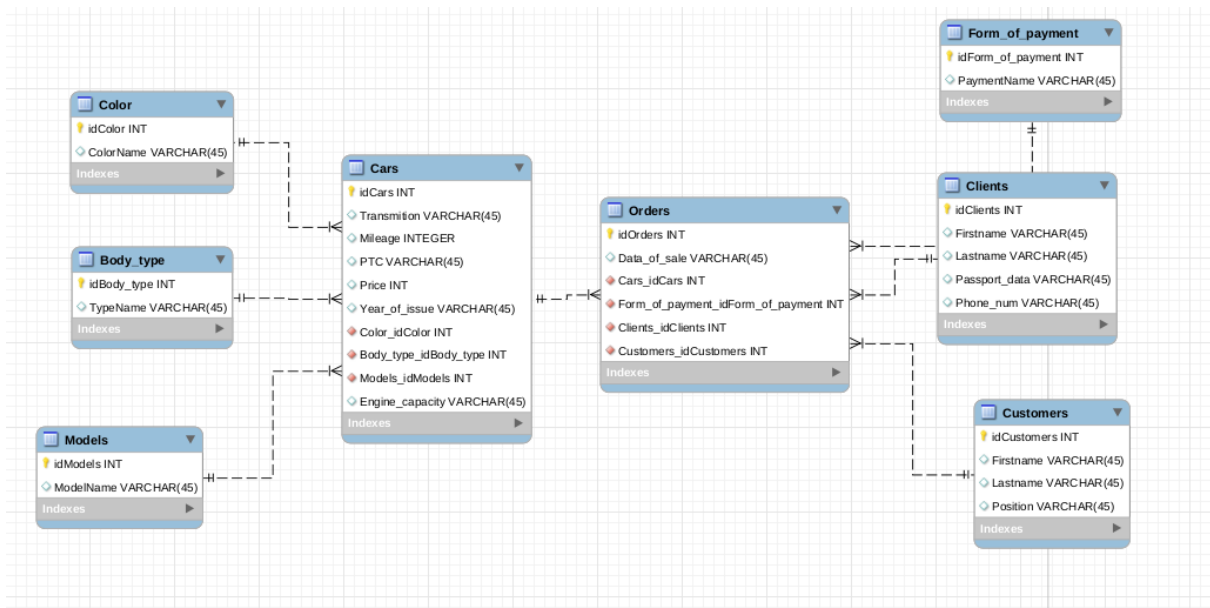 Form_of_payment
idForm_of_payment INT
PaymentName VARCHAR(45)
Indexes
Color
idColor INT
ColorName VARCHAR(45)
Indexes
Body_type
idBody_type INT
TypeName VARCHAR(45)
Indexes
Models
idModels INT
ModelName VARCHAR(45)
Indexes
Cars
idCars INT
Transmition VARCHAR(45)
Mileage INTEGER
PTC VARCHAR(45)
Price INT
Year_of_issue VARCHAR(45)
Color_idColor INT
Body_type_idBody_type INT
Models_idModels INT
Engine_capacity VARCHAR(45)
Indexes
Orders
idOrders INT
Data_of_sale VARCHAR(45)
Cars_idCars INT
Form_of_payment_idForm_of_payment INT
Clients_idClients INT
Customers_idCustomers INT
Indexes
Clients
idClients INT
Firstname VARCHAR(45)
Lastname VARCHAR(45)
Passport_data VARCHAR(45)
Phone_num VARCHAR(45)
Indexes
Customers
idCustomers INT
Firstname VARCHAR(45)
Lastname VARCHAR(45)
Position VARCHAR(45)
Indexes